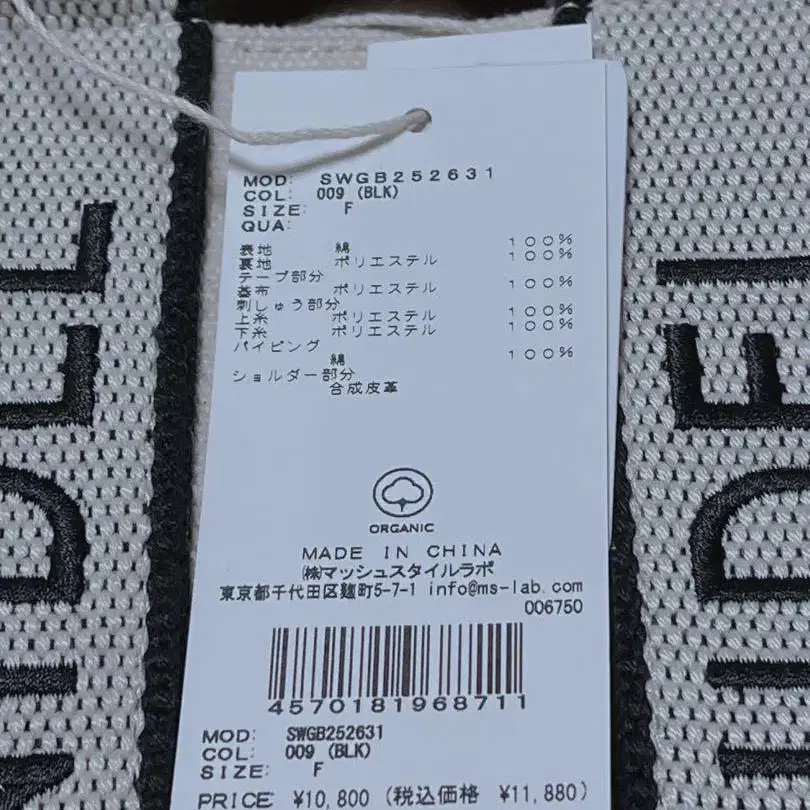 MOD: SWGB252631
COL: 009 (BLK)
SIZE: F
QUA:
表地 綿 100%
裏地 ポリエステル 100%
テープ部分
基布 ポリエステル 100%
刺しゅう部分
上糸 ポリエステル 100%
下糸 ポリエステル 100%
パイピング
綿 100%
ショルダー部分
合成皮革
ORGANIC
MADE IN CHINA
㈱マッシュスタイルラボ
東京都千代田区麹町5-7-1 info@ms-lab.com
006750
4570181968711
MOD: SWGB252631
COL: 009 (BLK)
SIZE: F
PRICE: ¥10,800 (税込価格 ¥11,880)